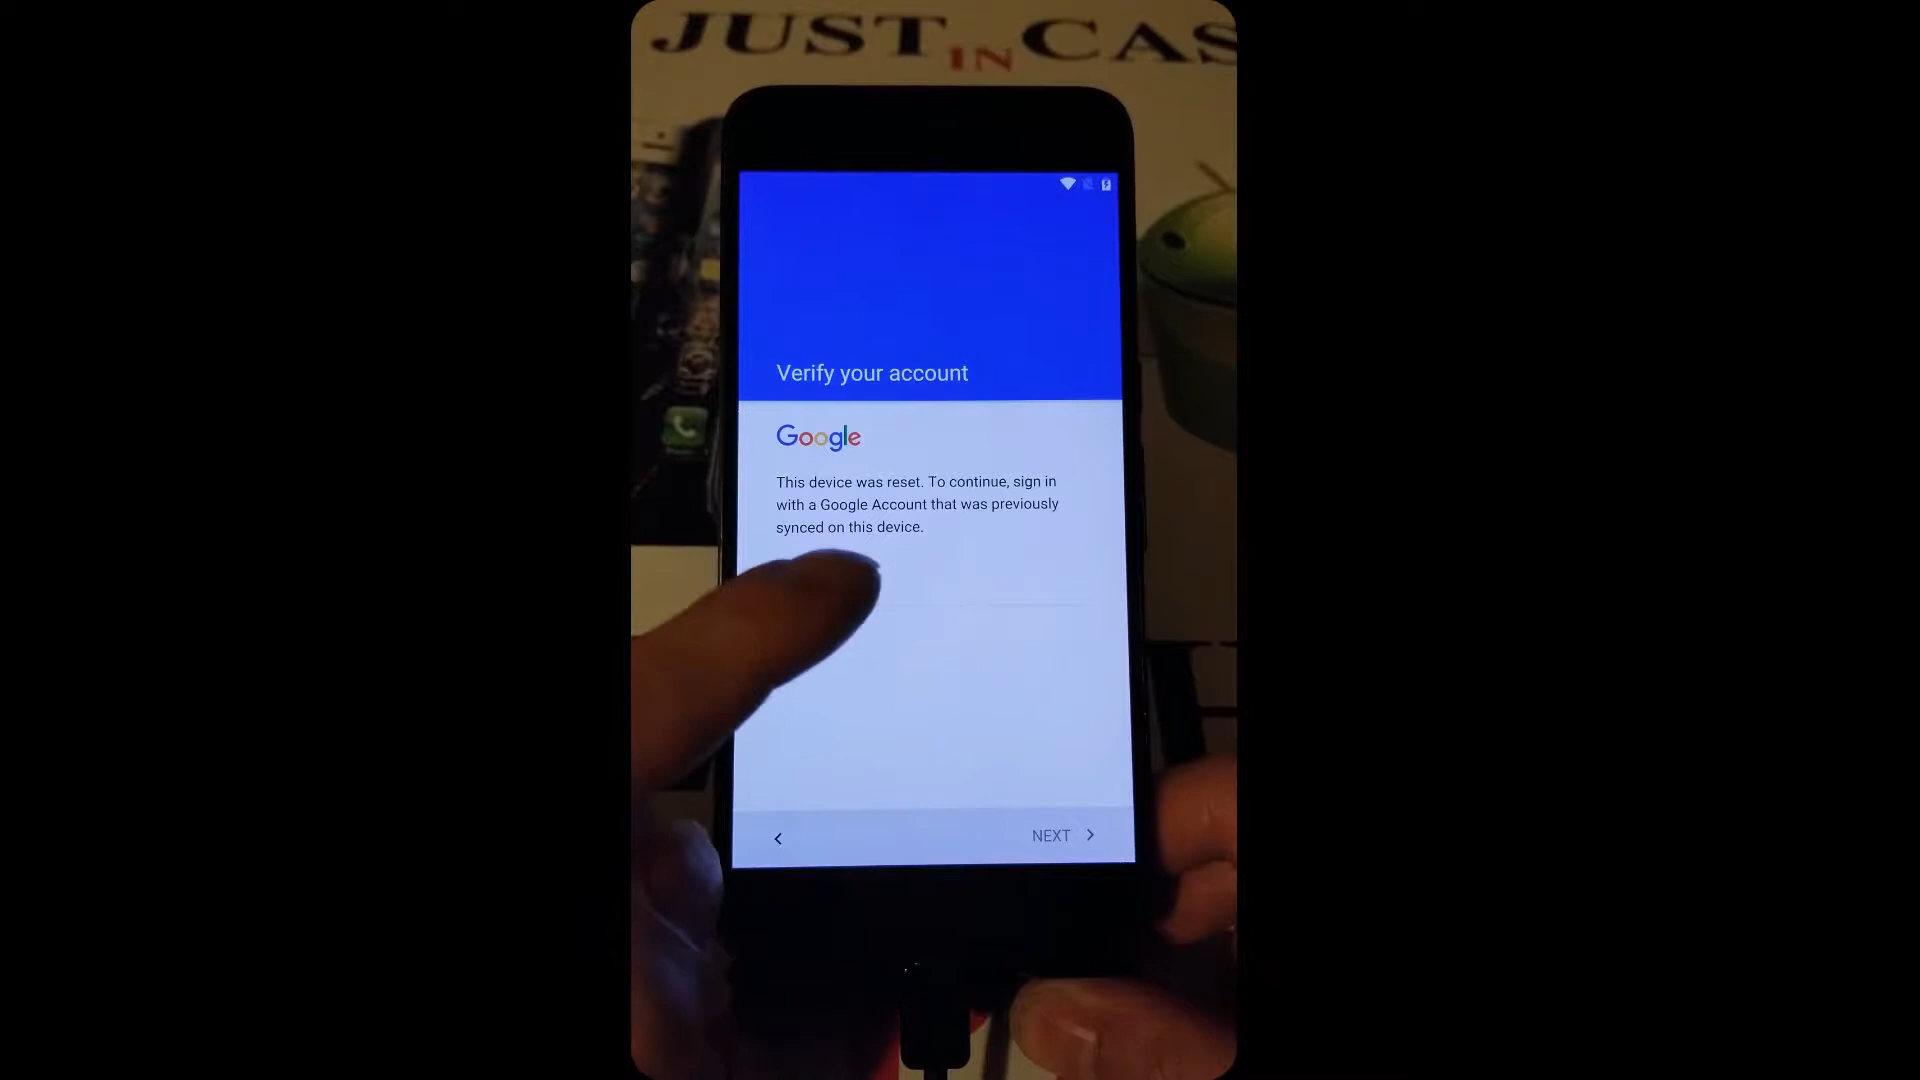 JUST IN CAS
Verify your account
Google
This device was reset. To continue, sign in
with a Google Account that was previously
synced on this device.
NEXT